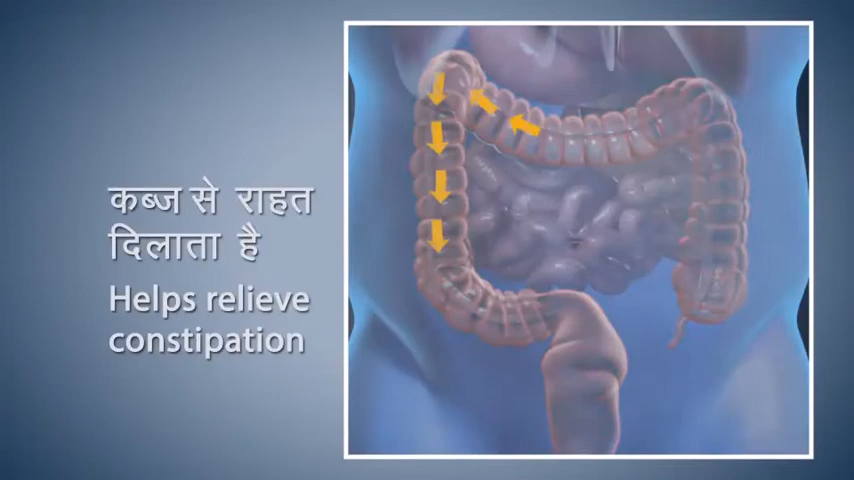 कब्ज से राहत
दिलाता है
Helps relieve
constipation